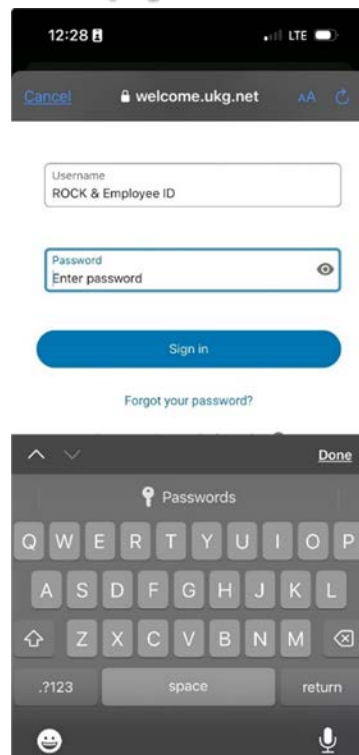 12:28
LTE
Cancel
welcome.ukg.net
AA
Username
ROCK & Employee ID
Password
Enter password
Sign in
Forgot your password?
Done
Passwords
Q W E R T Y U I O P
A S D F G H J K L
Z X C V B N M
.?123
space
return